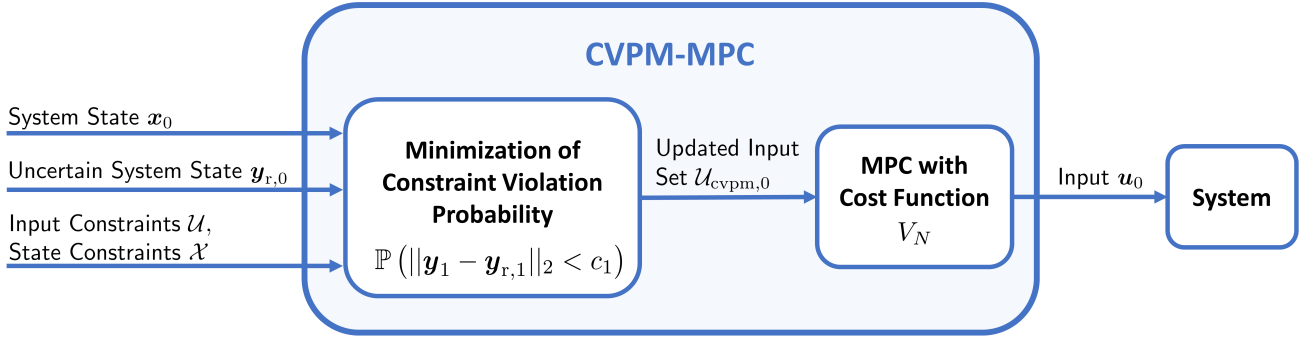 CVPM-MPC
System State 𝒙₀
Uncertain System State 𝒚r,0
Input Constraints 𝒰,
State Constraints 𝒳
Minimization of
Constraint Violation
Probability
ℙ (||𝒚₁ − 𝒚r,1||₂ < c₁)
Updated Input
Set 𝒰cvpm,0
MPC with
Cost Function
V_N
Input 𝒖₀
System